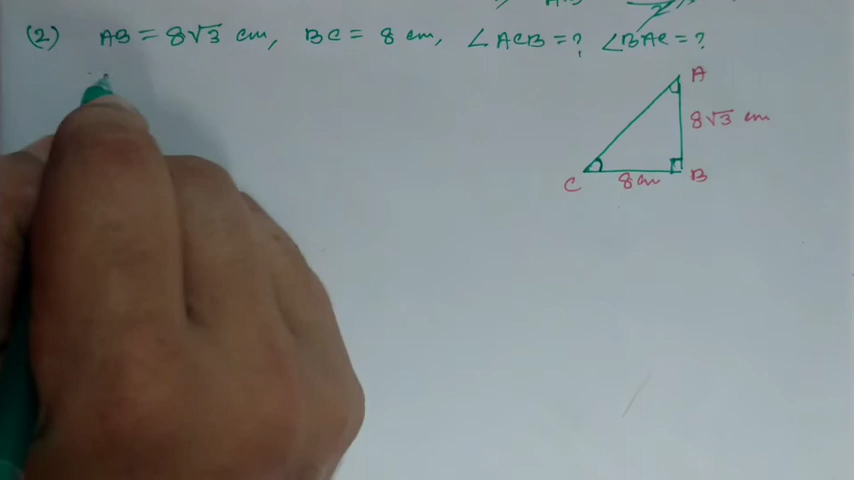 (2) AB = 8√3 cm, BC = 8 cm, ∠ACB = ? ∠BAC = ?
A
8√3 cm
C 8cm B